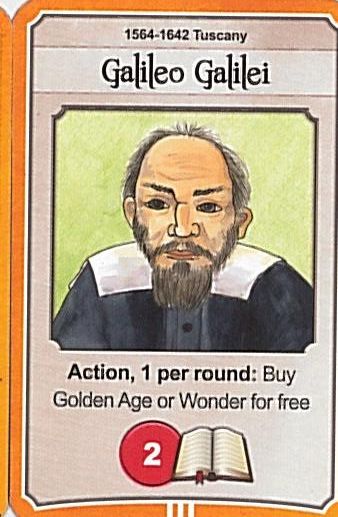 1564-1642 Tuscany
Galileo Galilei
Action, 1 per round: Buy
Golden Age or Wonder for free
2